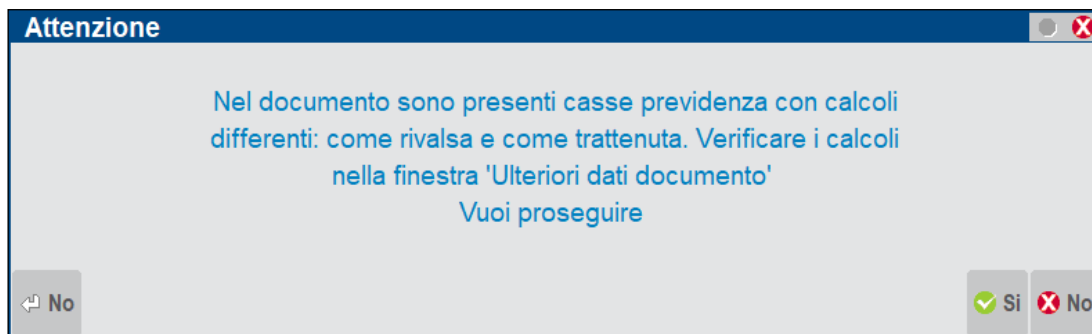 Attenzione
Nel documento sono presenti casse previdenza con calcoli
differenti: come rivalsa e come trattenuta. Verificare i calcoli
nella finestra 'Ulteriori dati documento'
Vuoi proseguire
No
Si
No